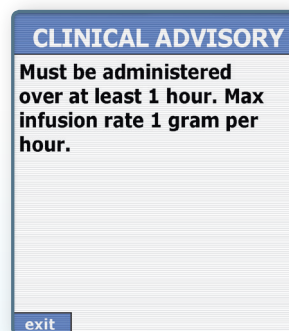 CLINICAL ADVISORY
Must be administered
over at least 1 hour. Max
infusion rate 1 gram per
hour.
exit